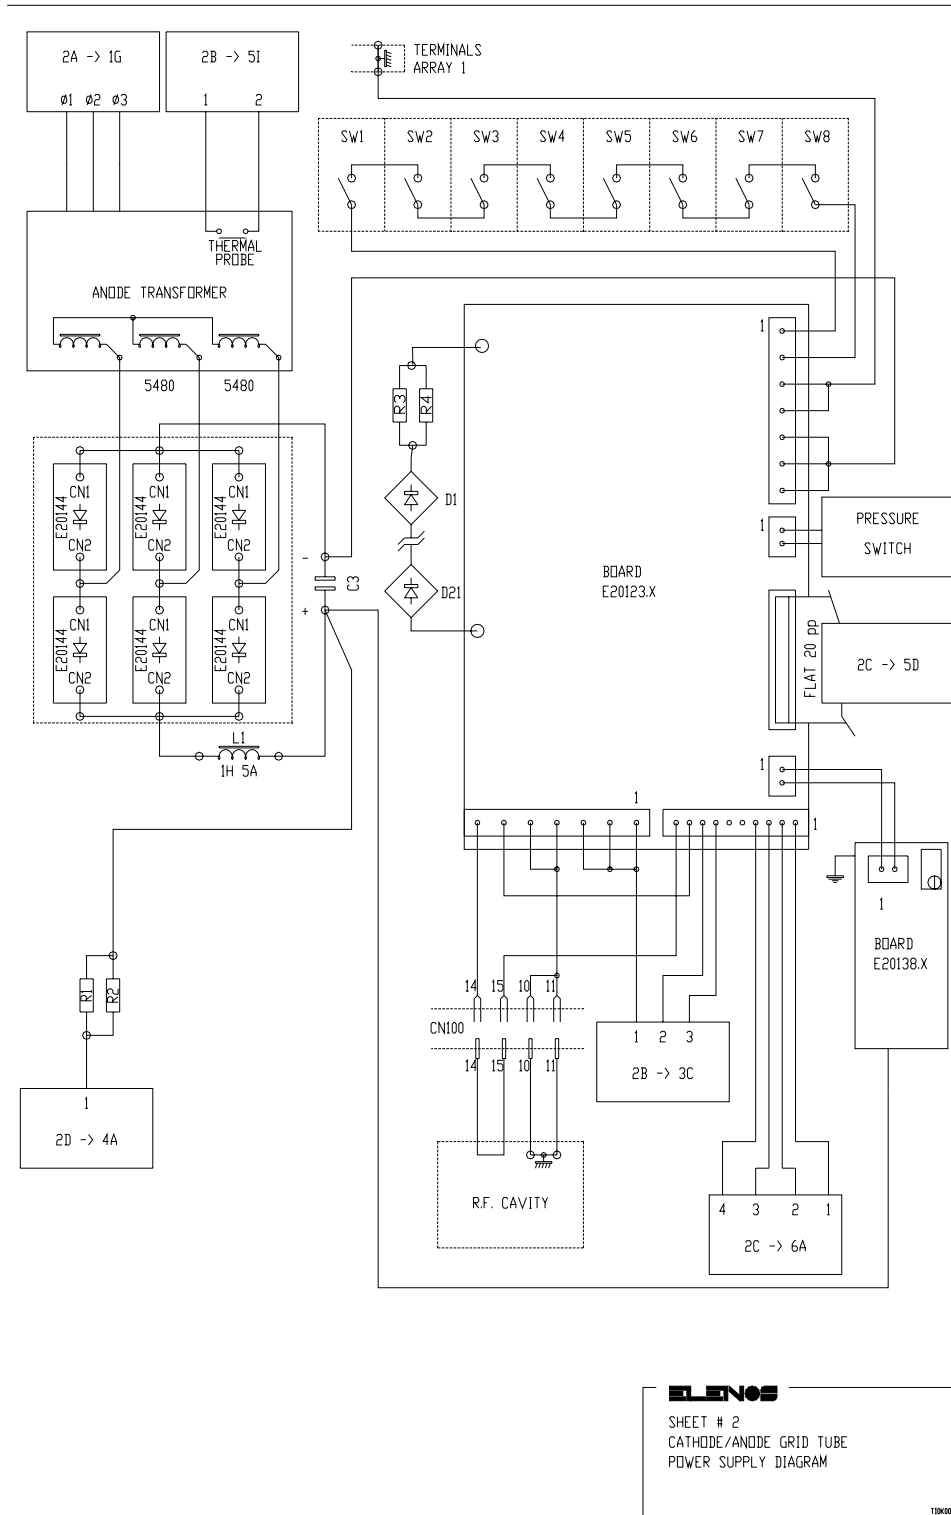 2A -> 1G
2B -> 5I
TERMINALS
ARRAY 1
ø1 ø2 ø3
1 2
SW1 SW2 SW3 SW4 SW5 SW6 SW7 SW8
THERMAL
PROBE
ANODE TRANSFORMER
1
5480 5480
R3 R4
CN1 CN1 CN1
E20144 E20144 E20144
CN2 CN2 CN2
D1
1
PRESSURE
SWITCH
-
C3
+
BOARD
E20123.X
D21
CN1 CN1 CN1
E20144 E20144 E20144
CN2 CN2 CN2
FLAT 20 pp
2C -> 5D
L1
1H 5A
1
1
1
1
BOARD
E20138.X
R1 R2
14 15 10 11
CN100
14 15 10 11
1 2 3
2B -> 3C
1
2D -> 4A
R.F. CAVITY
4 3 2 1
2C -> 6A
ELENOS
SHEET # 2
CATHODE/ANODE GRID TUBE
POWER SUPPLY DIAGRAM